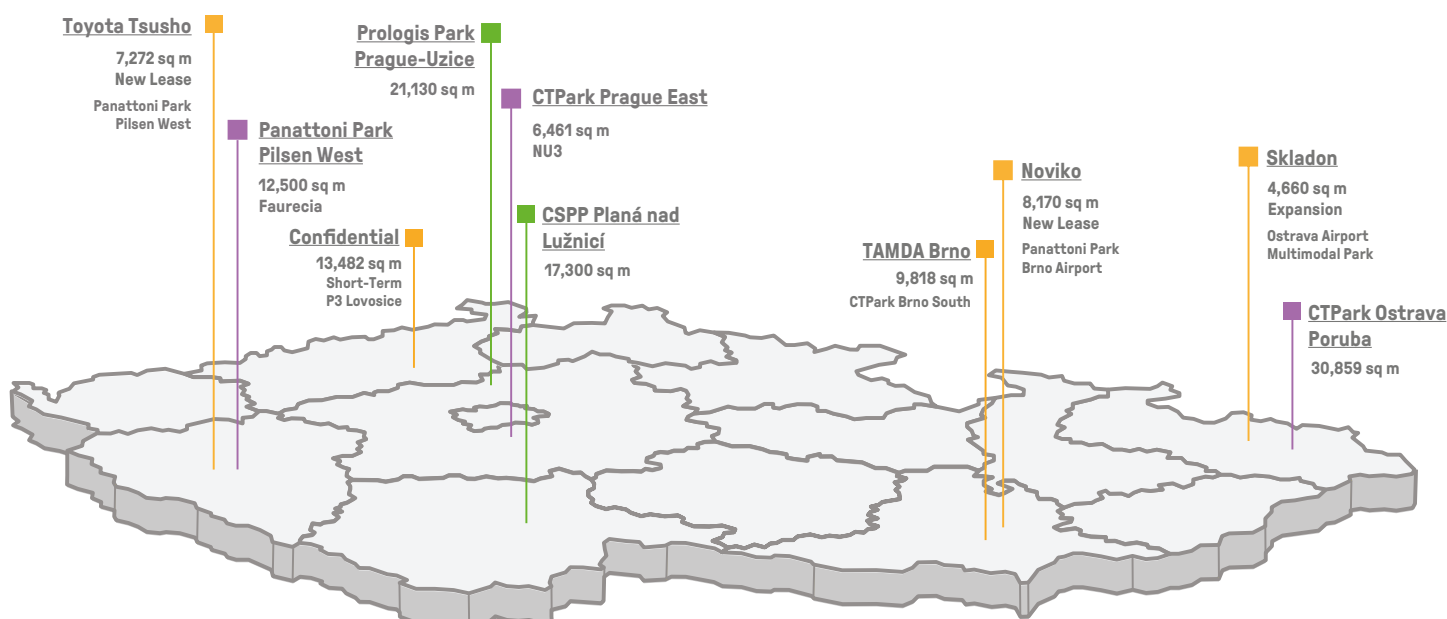 Toyota Tsusho
7,272 sq m
New Lease
Panattoni Park
Pilsen West
Panattoni Park
Pilsen West
12,500 sq m
Faurecia
Confidential
13,482 sq m
Short-Term
P3 Lovosice
Prologis Park
Prague-Uzice
21,130 sq m
CTPark Prague East
6,461 sq m
NU3
CSPP Planá nad
Lužnicí
17,300 sq m
TAMDA Brno
9,818 sq m
CTPark Brno South
Noviko
8,170 sq m
New Lease
Panattoni Park
Brno Airport
Skladon
4,660 sq m
Expansion
Ostrava Airport
Multimodal Park
CTPark Ostrava
Poruba
30,859 sq m